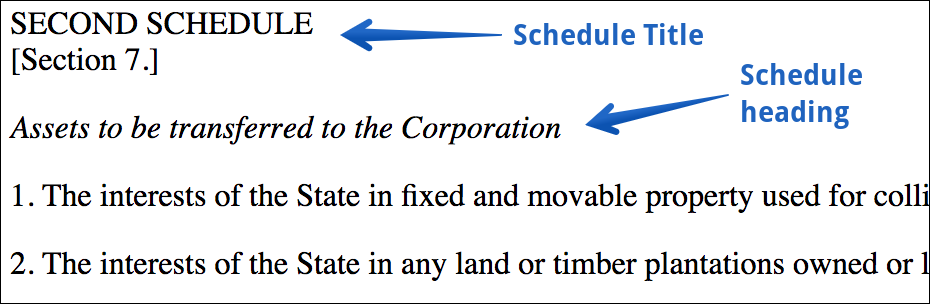 SECOND SCHEDULE
Schedule Title
[Section 7.]
Schedule
heading
Assets to be transferred to the Corporation
1. The interests of the State in fixed and movable property used for colli
2. The interests of the State in any land or timber plantations owned or